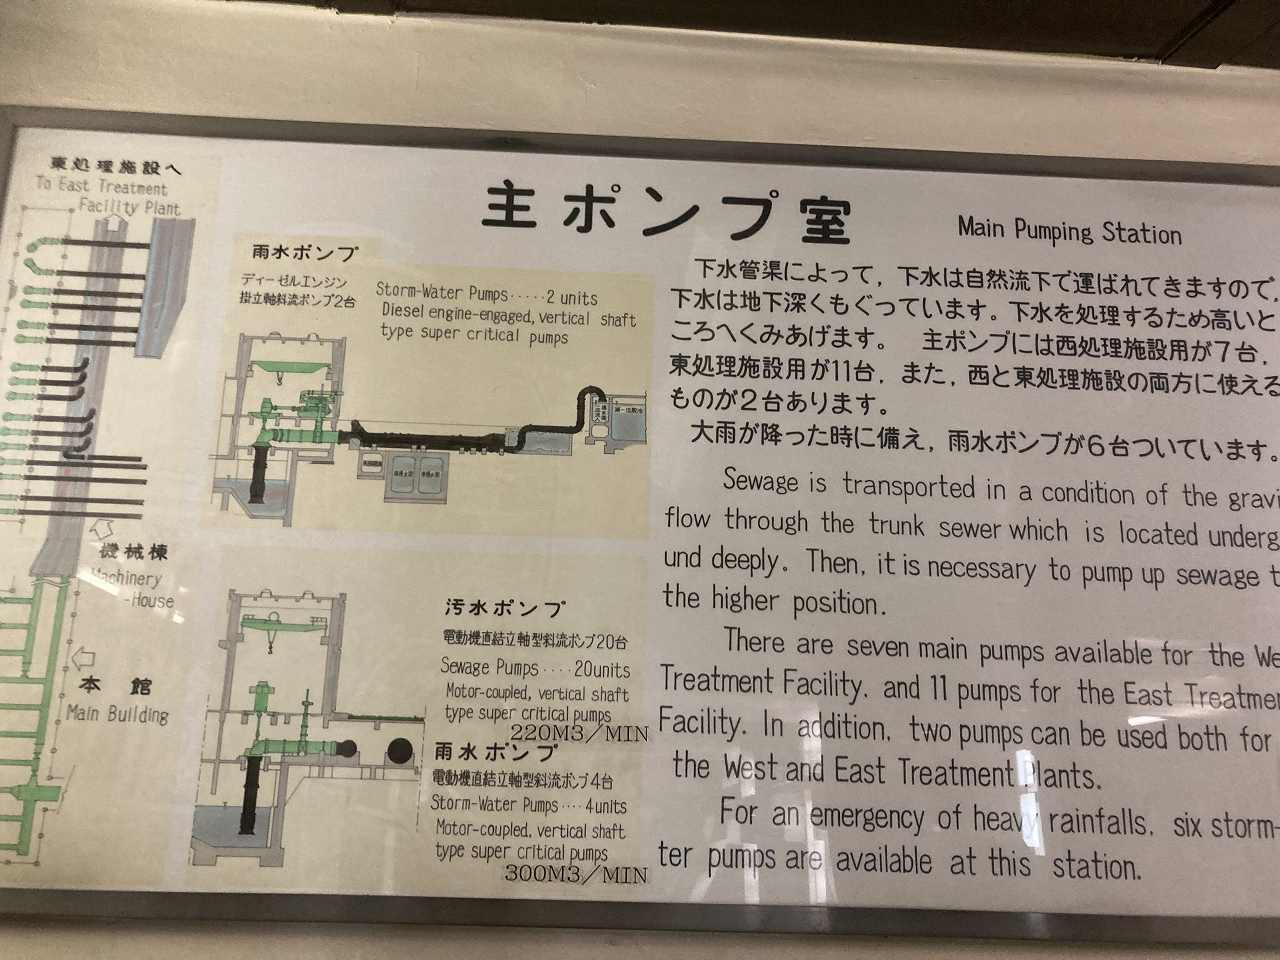 東処理施設へ
To East Treatment
Facility Plant
機械棟
Machinery
-House
本館
Main Building
主ポンプ室
Main Pumping Station
雨水ポンプ
ディーゼルエンジン
掛立軸斜流ポンプ2台
Storm-Water Pumps·····2 units
Diesel engine-engaged, vertical shaft
type super critical pumps
汚水ポンプ
電動機直結立軸型斜流ポンプ20台
Sewage Pumps····20units
Motor-coupled, vertical shaft
type super critical pumps
220M3/MIN
雨水ポンプ
電動機直結立軸型斜流ポンプ4台
Storm-Water Pumps····4units
Motor-coupled, vertical shaft
type super critical pumps
300M3/MIN
下水管渠によって，下水は自然流下で運ばれてきますので，
下水は地下深くもぐっています。下水を処理するため高いと
ころへくみあげます。 主ポンプには西処理施設用が7台，
東処理施設用が11台，また，西と東処理施設の両方に使える
ものが2台あります。
大雨が降った時に備え，雨水ポンプが6台ついています。
Sewage is transported in a condition of the gravi
flow through the trunk sewer which is located underg
und deeply. Then, it is necessary to pump up sewage t
the higher position.
There are seven main pumps available for the We
Treatment Facility. and 11 pumps for the East Treatme
Facility. In addition, two pumps can be used both for
the West and East Treatment Plants.
For an emergency of heavy rainfalls, six storm-
ter pumps are available at this station.